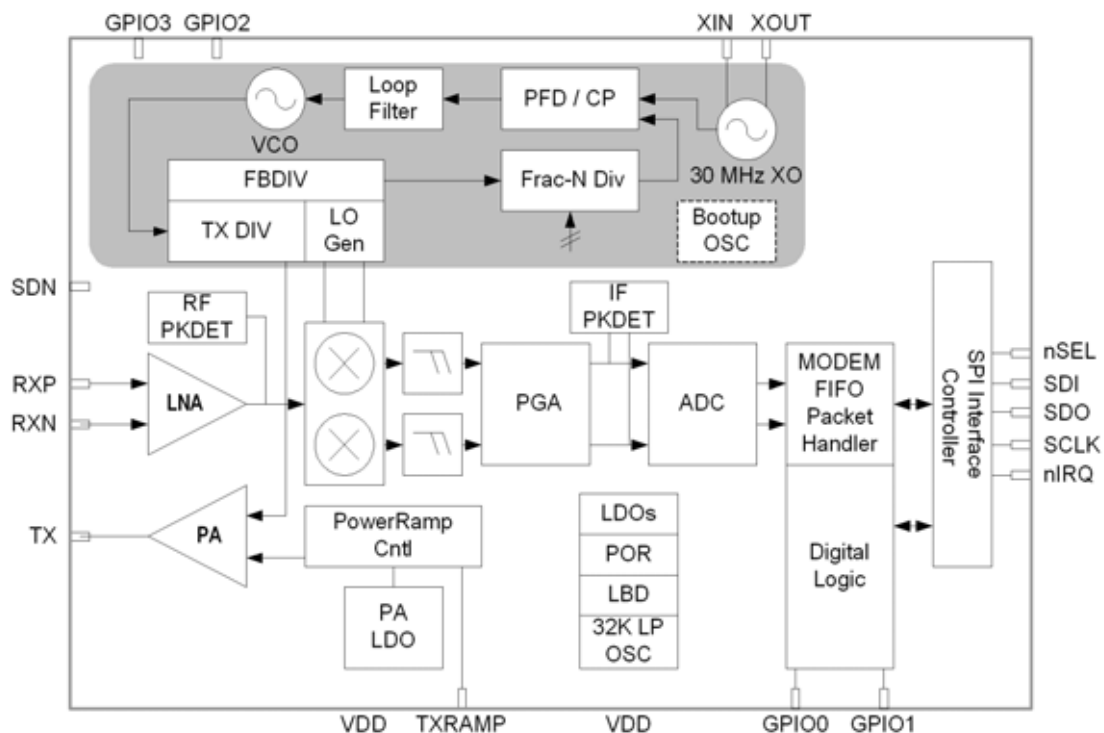 GPIO3 GPIO2
XIN XOUT
Loop
Filter
PFD / CP
VCO
30 MHz XO
FBDIV
Frac-N Div
TX DIV
LO
Gen
Bootup
OSC
SDN
RF
PKDET
IF
PKDET
RXP
RXN
LNA
PGA
ADC
MODEM
FIFO
Packet
Handler
SPI Interface
Controller
nSEL
SDI
SDO
SCLK
nIRQ
TX
PA
PowerRamp
Cntl
PA
LDO
LDOs
POR
LBD
32K LP
OSC
Digital
Logic
VDD TXRAMP VDD GPIO0 GPIO1